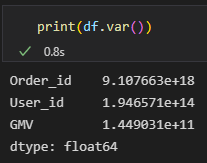 print(df.var())
0.8s
Order_id 9.107663e+18
User_id 1.946571e+14
GMV 1.449031e+11
dtype: float64